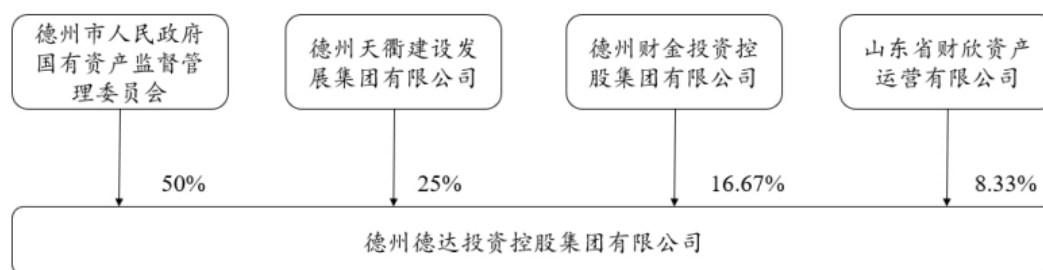 德州市人民政府
国有资产监督管
理委员会
德州天衢建设发
展集团有限公司
德州财金投资控
股集团有限公司
山东省财欣资产
运营有限公司
50%
25%
16.67%
8.33%
德州德达投资控股集团有限公司